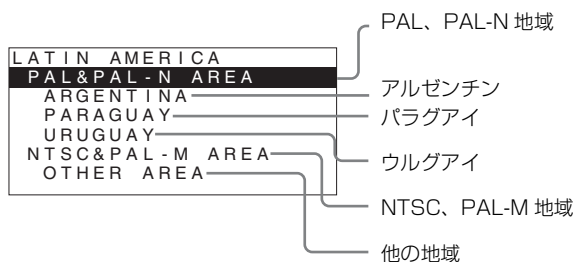 LATIN AMERICA
PAL&PAL-N AREA
ARGENTINA
PARAGUAY
URUGUAY
NTSC&PAL-M AREA
OTHER AREA
PAL、PAL-N 地域
アルゼンチン
パラグアイ
ウルグアイ
NTSC、PAL-M 地域
他の地域